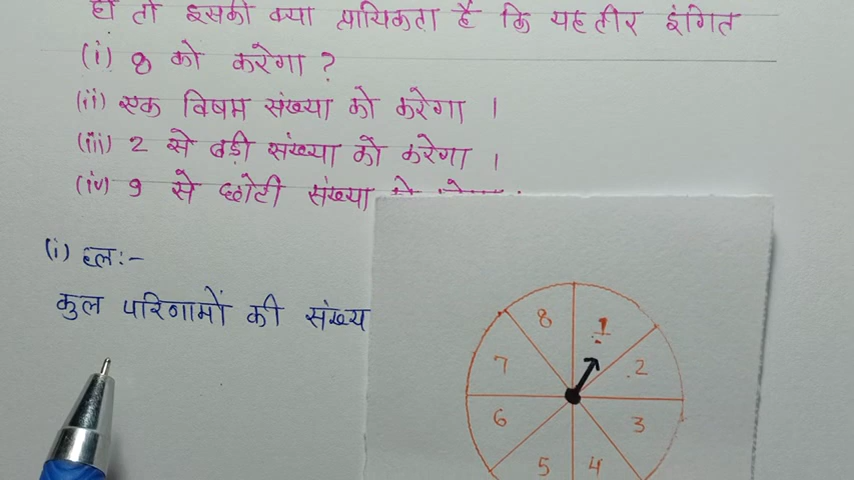 हो तो इसकी क्या प्रायिकता है कि यह तीर इंगित
(i) 8 को करेगा ?
(ii) एक विषम संख्या को करेगा ।
(iii) 2 से बड़ी संख्या को करेगा ।
(iv) 9 से छोटी संख्या
(i) हलः-
कुल परिणामों की संख्य
8 1
7 2
6 3
5 4